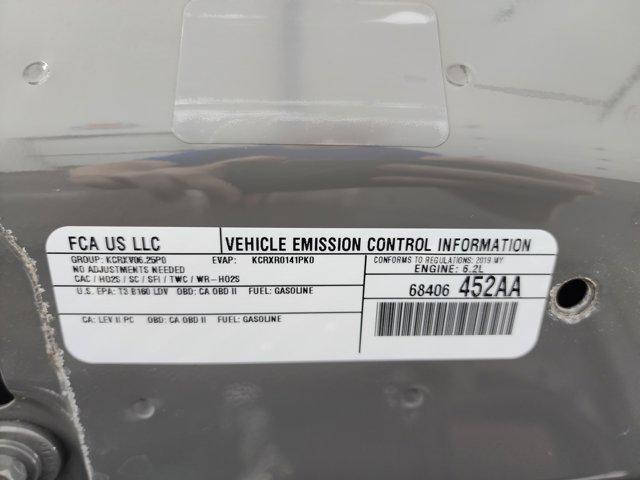 FCA US LLC
VEHICLE EMISSION CONTROL INFORMATION
GROUP: KCRXV06.25P0 EVAP: KCRXR0141PK0
NO ADJUSTMENTS NEEDED
CAC / HO2S / SC / SFI / TWC / WR-HO2S
CONFORMS TO REGULATIONS: 2019 MY
ENGINE: 6.2L
U.S. EPA: T3 B160 LDV OBD: CA OBD II FUEL: GASOLINE
68406 452AA
CA: LEV II PC OBD: CA OBD II FUEL: GASOLINE